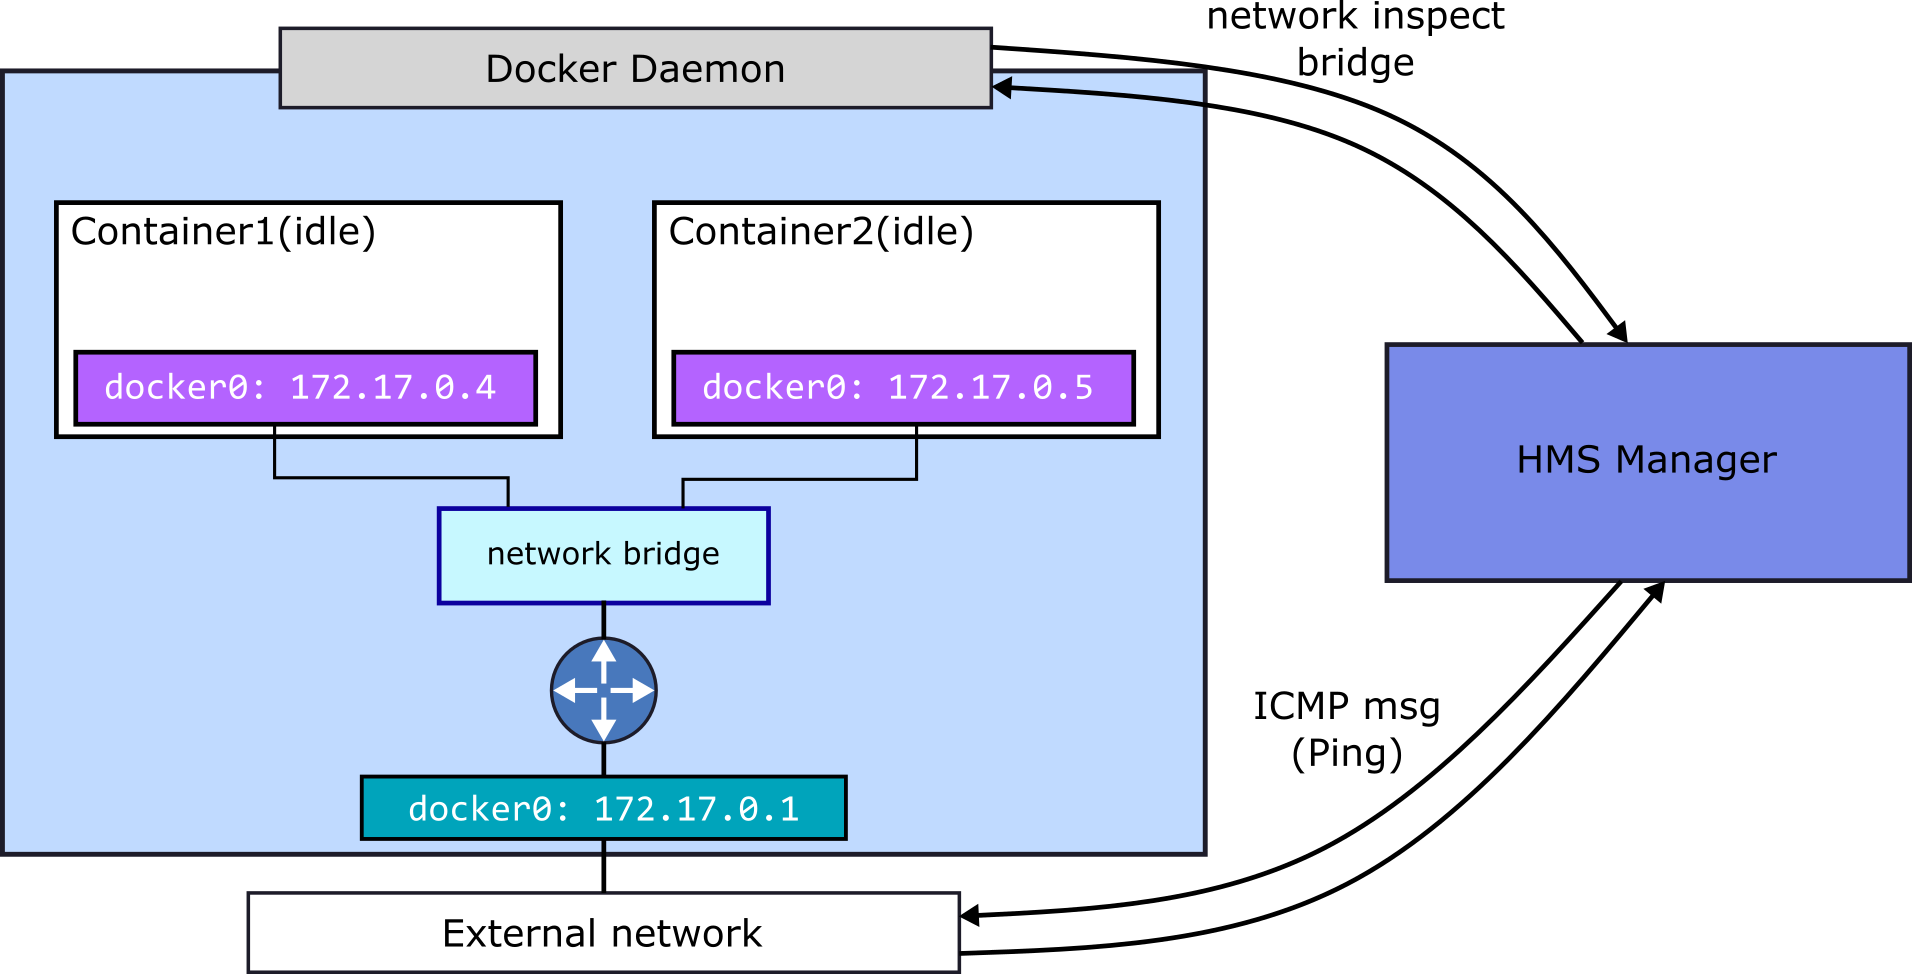 network inspect
bridge
Docker Daemon
Container1(idle)
Container2(idle)
docker0: 172.17.0.4
docker0: 172.17.0.5
HMS Manager
network bridge
ICMP msg
(Ping)
docker0: 172.17.0.1
External network